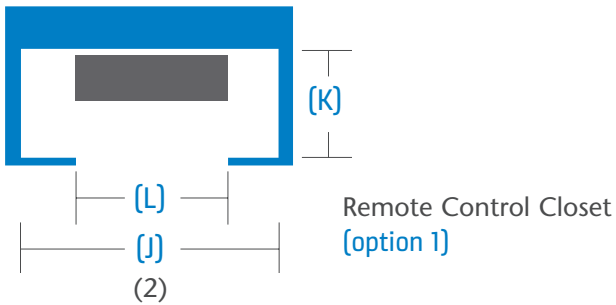 (K)
(L)
(J)
(2)
Remote Control Closet
(option 1)